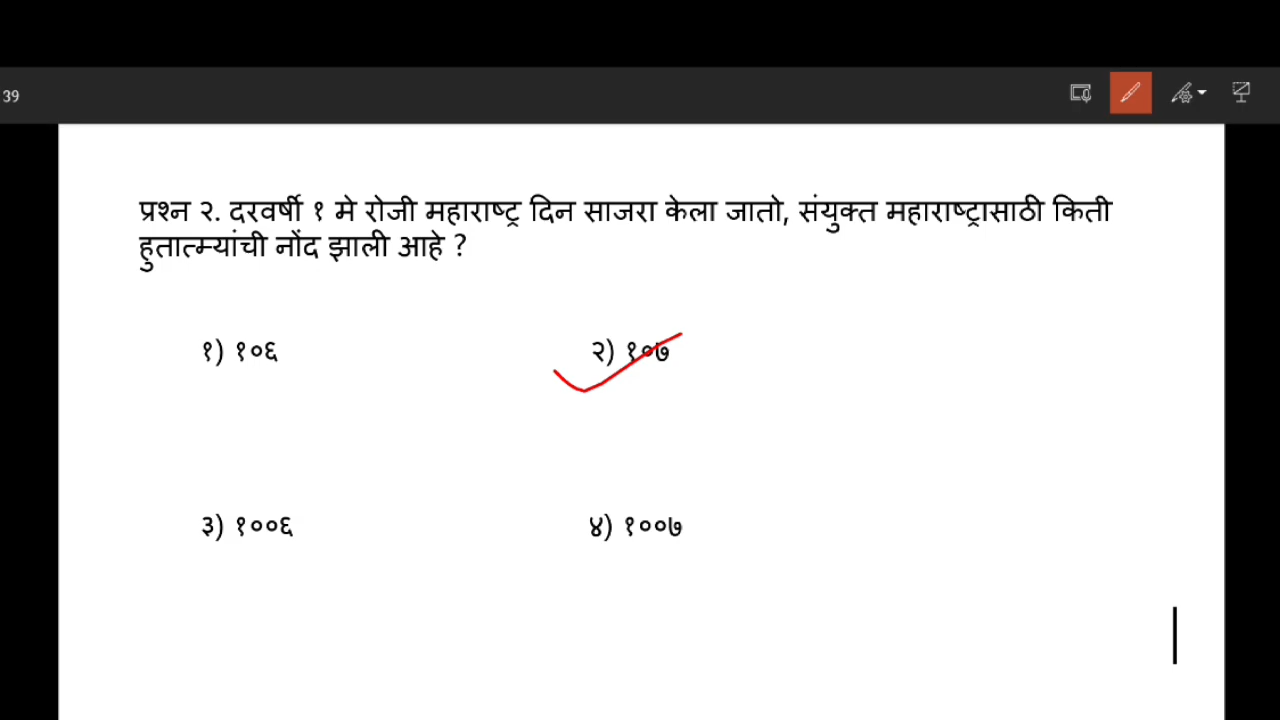 39
प्रश्न २. दरवर्षी १ मे रोजी महाराष्ट्र दिन साजरा केला जातो, संयुक्त महाराष्ट्रासाठी किती
हुतात्म्यांची नोंद झाली आहे ?
१) १०६ २) १०७
३) १००६ ४) १००७